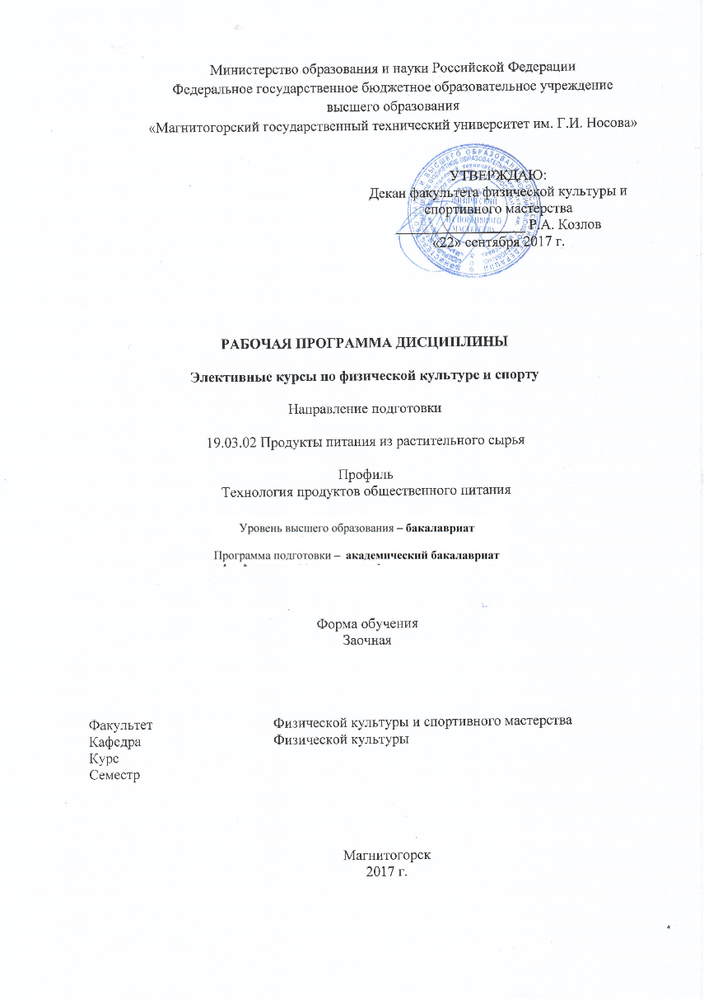 Министерство образования и науки Российской Федерации
Федеральное государственное бюджетное образовательное учреждение
высшего образования
«Магнитогорский государственный технический университет им. Г.И. Носова»
УТВЕРЖДАЮ:
Декан факультета физической культуры и
спортивного мастерства
Р.А. Козлов
«22» сентября 2017 г.
РАБОЧАЯ ПРОГРАММА ДИСЦИПЛИНЫ
Элективные курсы по физической культуре и спорту
Направление подготовки
19.03.02 Продукты питания из растительного сырья
Профиль
Технология продуктов общественного питания
Уровень высшего образования – бакалавриат
Программа подготовки – академический бакалавриат
Форма обучения
Заочная
Факультет Физической культуры и спортивного мастерства
Кафедра Физической культуры
Курс
Семестр
Магнитогорск
2017 г.